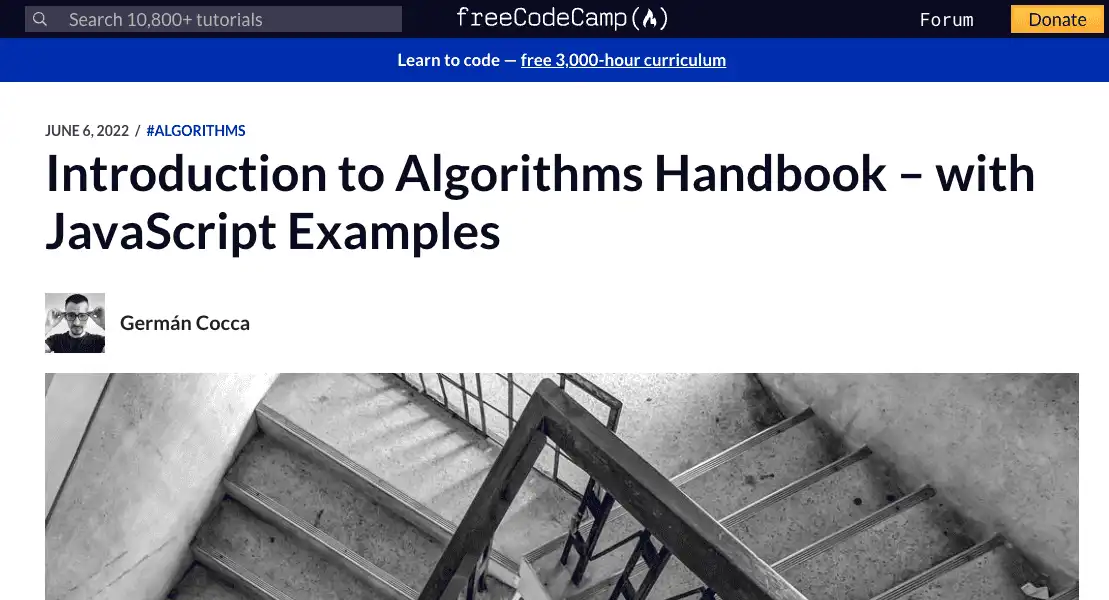 Search 10,800+ tutorials
freeCodeCamp(🔥)
Forum
Donate
Learn to code — free 3,000-hour curriculum
JUNE 6, 2022 / #ALGORITHMS
Introduction to Algorithms Handbook – with
JavaScript Examples
Germán Cocca